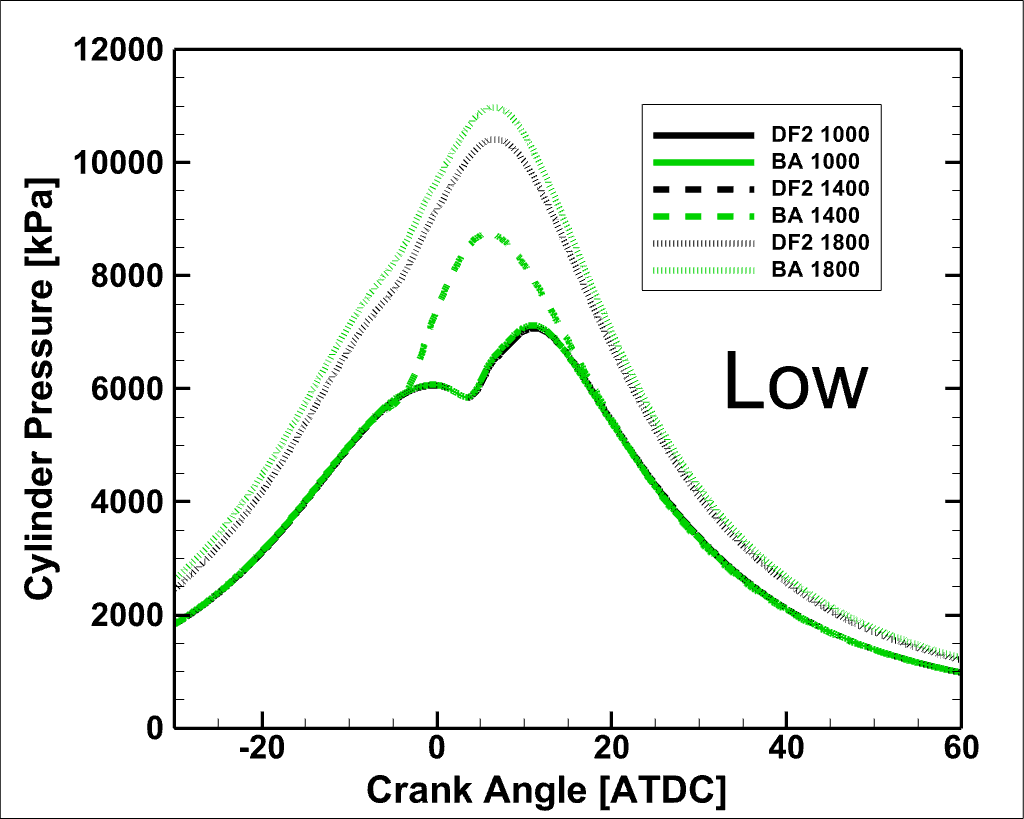 12000
10000
8000
6000
4000
2000
0
Cylinder Pressure [kPa]
DF2 1000
BA 1000
DF2 1400
BA 1400
DF2 1800
BA 1800
Low
-20 0 20 40 60
Crank Angle [ATDC]